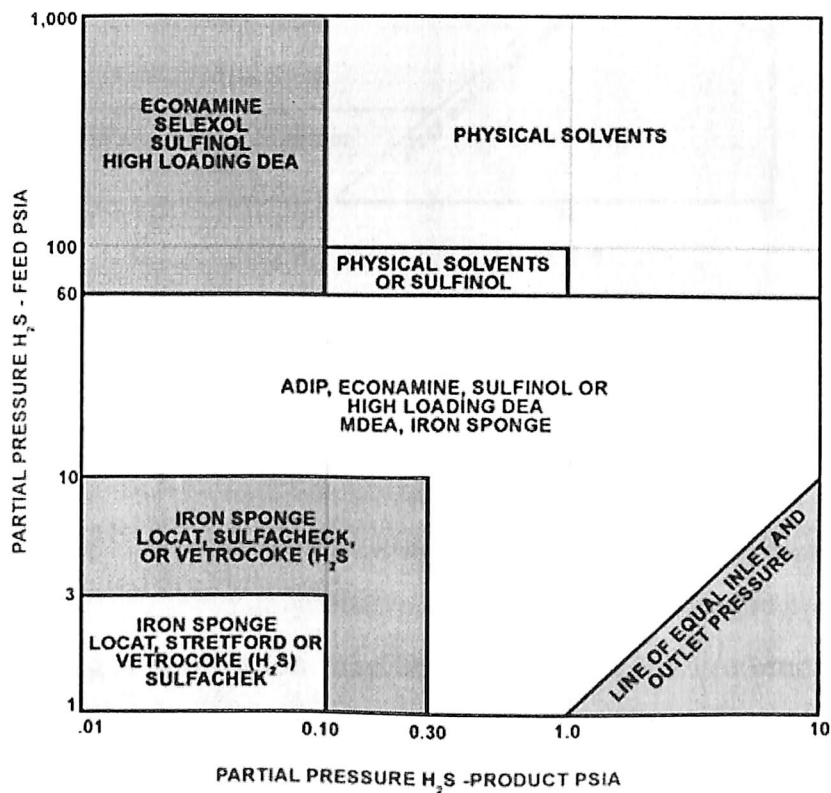 1,000
ECONAMINE
SELEXOL
SULFINOL
HIGH LOADING DEA
PHYSICAL SOLVENTS
100
PHYSICAL SOLVENTS
OR SULFINOL
60
PARTIAL PRESSURE H₂S - FEED PSIA
ADIP, ECONAMINE, SULFINOL OR
HIGH LOADING DEA
MDEA, IRON SPONGE
10
IRON SPONGE
LOCAT, SULFACHECK,
OR VETROCOKE (H₂S
3
IRON SPONGE
LOCAT, STRETFORD OR
VETROCOKE (H₂S)
SULFACHEK
LINE OF EQUAL INLET AND
OUTLET PRESSURE
1
.01
0.10
0.30
1.0
10
PARTIAL PRESSURE H₂S -PRODUCT PSIA